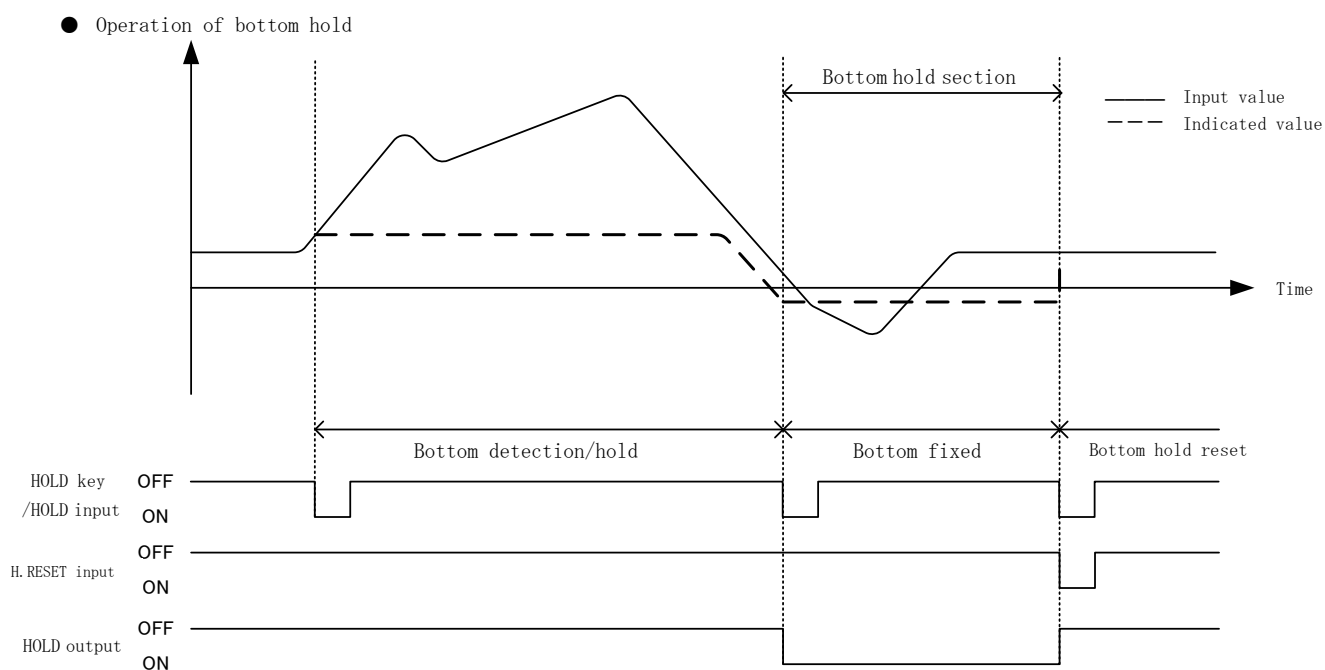 ● Operation of bottom hold
Bottom hold section
Input value
Indicated value
Time
Bottom detection/hold
Bottom fixed
Bottom hold reset
HOLD key
/HOLD input
OFF
ON
H.RESET input
OFF
ON
HOLD output
OFF
ON